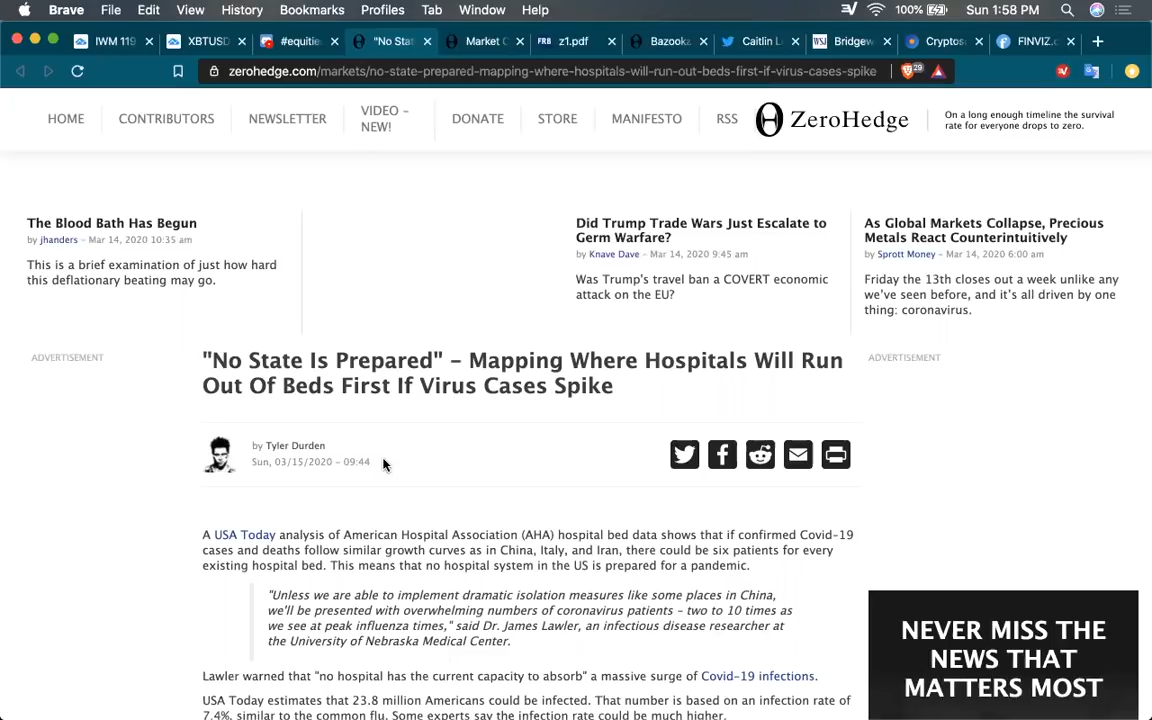 Brave File Edit View History Bookmarks Profiles Tab Window Help 100% Sun 1:58 PM
IWM 119 XBTUSD #equitie "No Stat Market C FRB z1.pdf Bazooka Caitlin L WSJ Bridgew Cryptos FINVIZ.c
zerohedge.com/markets/no-state-prepared-mapping-where-hospitals-will-run-out-beds-first-if-virus-cases-spike 29
HOME CONTRIBUTORS NEWSLETTER VIDEO - NEW! DONATE STORE MANIFESTO RSS ZeroHedge
On a long enough timeline the survival
rate for everyone drops to zero.
The Blood Bath Has Begun
by jhanders - Mar 14, 2020 10:35 am
This is a brief examination of just how hard
this deflationary beating may go.
Did Trump Trade Wars Just Escalate to
Germ Warfare?
by Knave Dave - Mar 14, 2020 9:45 am
Was Trump's travel ban a COVERT economic
attack on the EU?
As Global Markets Collapse, Precious
Metals React Counterintuitively
by Sprott Money - Mar 14, 2020 6:00 am
Friday the 13th closes out a week unlike any
we've seen before, and it's all driven by one
thing: coronavirus.
ADVERTISEMENT
"No State Is Prepared" - Mapping Where Hospitals Will Run
Out Of Beds First If Virus Cases Spike
ADVERTISEMENT
by Tyler Durden
Sun, 03/15/2020 - 09:44
A USA Today analysis of American Hospital Association (AHA) hospital bed data shows that if confirmed Covid-19
cases and deaths follow similar growth curves as in China, Italy, and Iran, there could be six patients for every
existing hospital bed. This means that no hospital system in the US is prepared for a pandemic.
"Unless we are able to implement dramatic isolation measures like some places in China,
we'll be presented with overwhelming numbers of coronavirus patients - two to 10 times as
we see at peak influenza times," said Dr. James Lawler, an infectious disease researcher at
the University of Nebraska Medical Center.
Lawler warned that "no hospital has the current capacity to absorb" a massive surge of Covid-19 infections.
USA Today estimates that 23.8 million Americans could be infected. That number is based on an infection rate of
7.4%, similar to the common flu. Some experts say the infection rate could be much higher.
NEVER MISS THE
NEWS THAT
MATTERS MOST